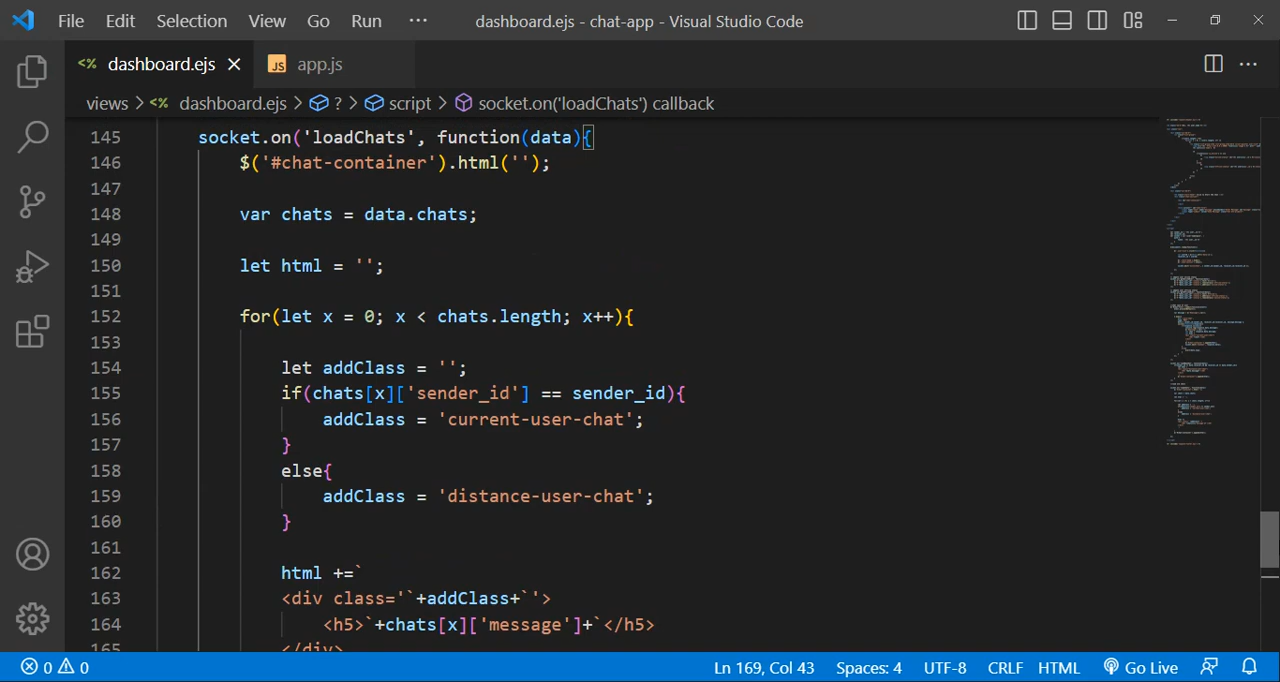 File Edit Selection View Go Run ··· dashboard.ejs - chat-app - Visual Studio Code
<% dashboard.ejs JS app.js ···
views > <% dashboard.ejs > ? > script > socket.on('loadChats') callback
145 socket.on('loadChats', function(data){
146 $('#chat-container').html('');
147
148 var chats = data.chats;
149
150 let html = '';
151
152 for(let x = 0; x < chats.length; x++){
153
154 let addClass = '';
155 if(chats[x]['sender_id'] == sender_id){
156 addClass = 'current-user-chat';
157 }
158 else{
159 addClass = 'distance-user-chat';
160 }
161
162 html +=`
163 <div class='`+addClass+`'>
164 <h5>`+chats[x]['message']+`</h5>
165 </div>
0 0 Ln 169, Col 43 Spaces: 4 UTF-8 CRLF HTML Go Live